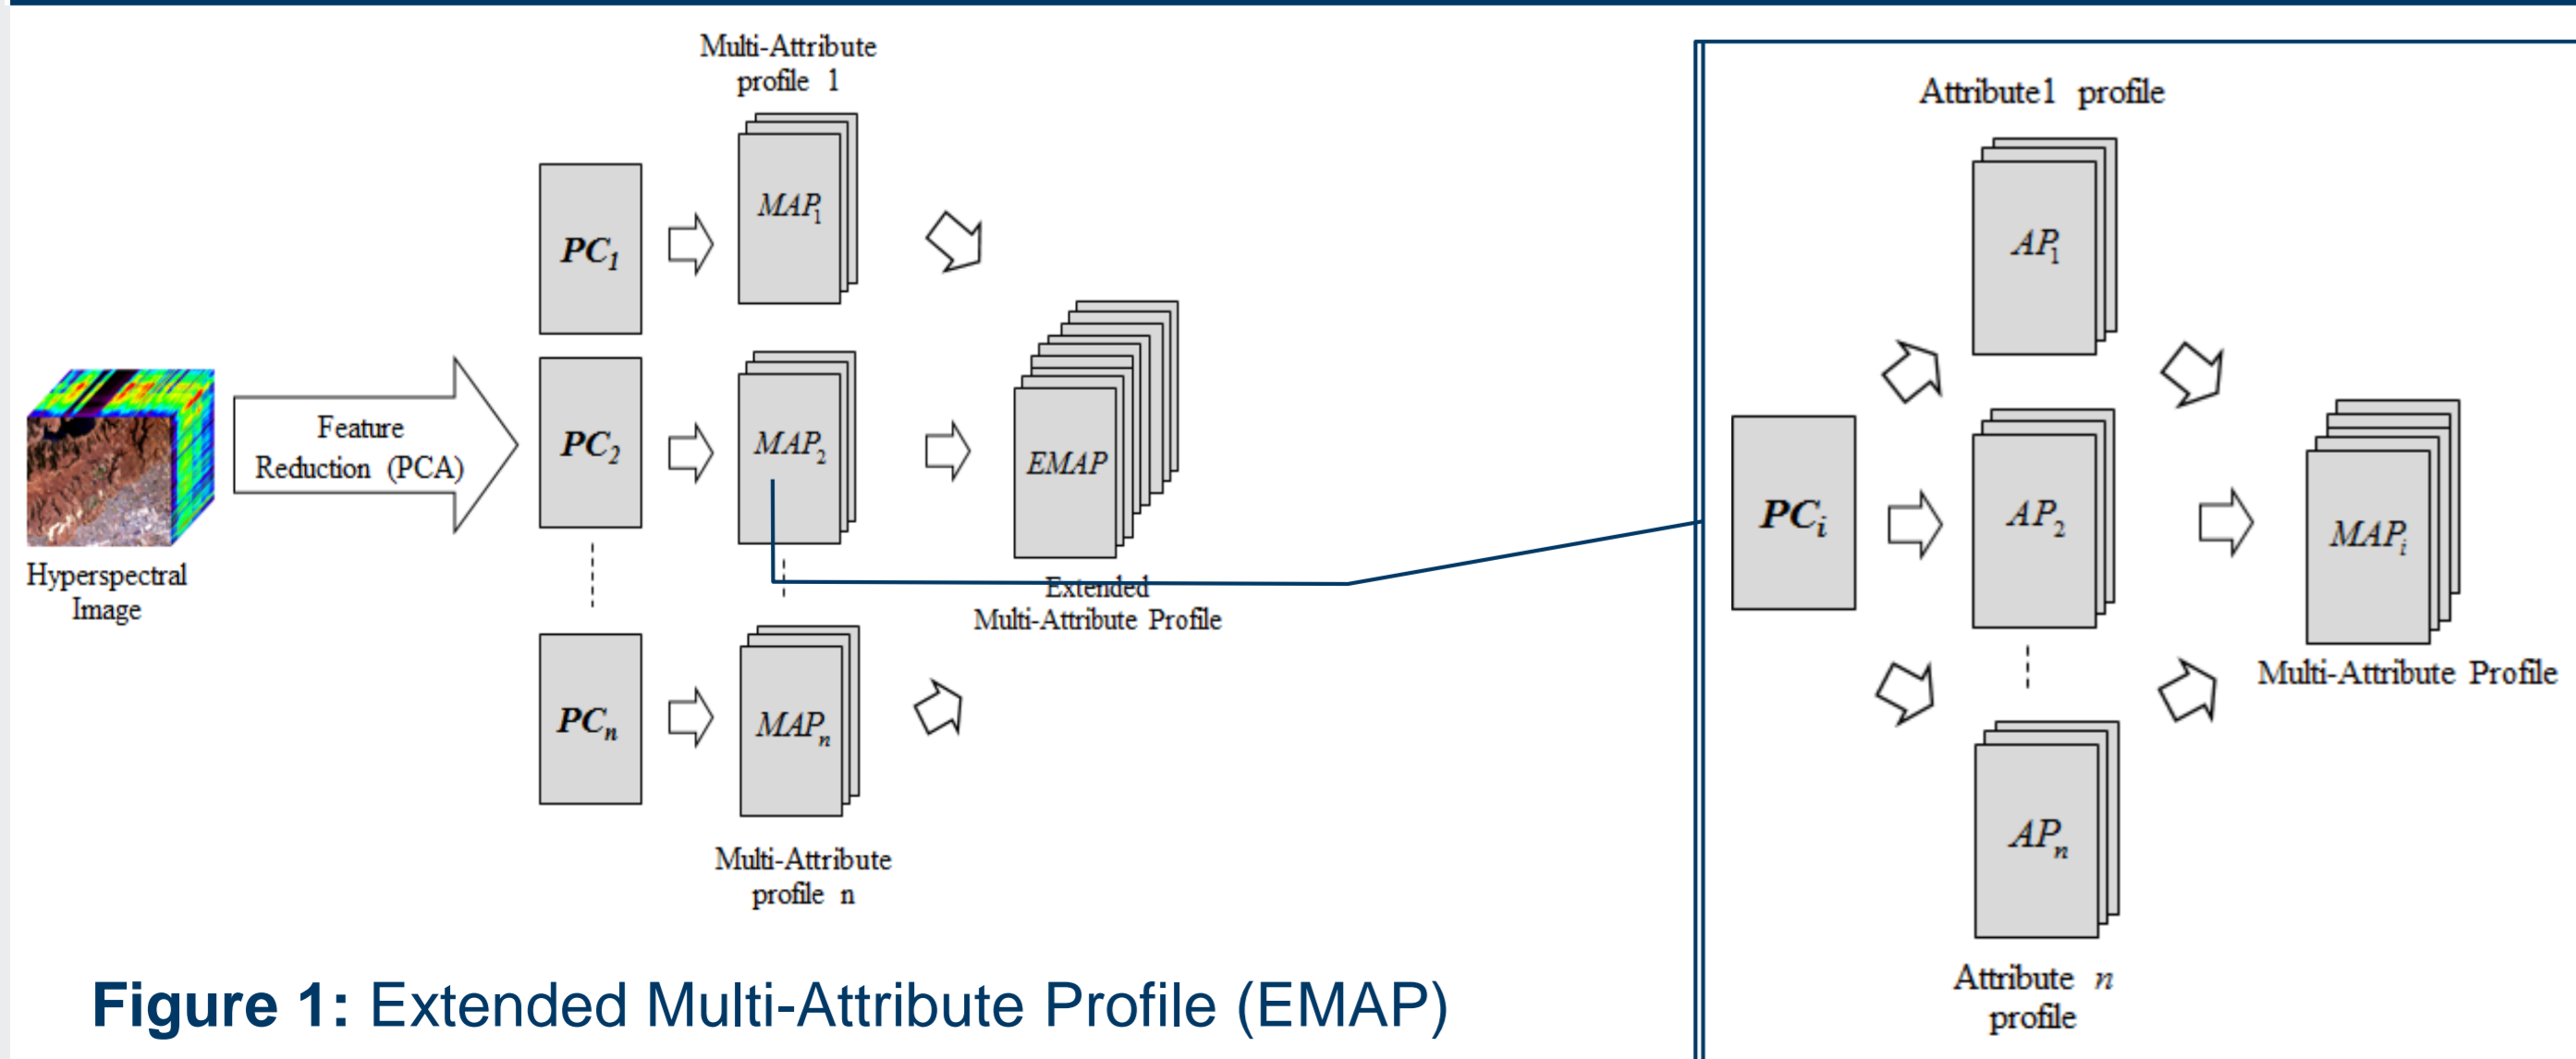 Multi-Attribute
profile 1
MAP1
PC1
Feature
Reduction (PCA)
PC2
MAP2
EMAP
Hyperspectral
Image
Extended
Multi-Attribute Profile
PCn
MAPn
Multi-Attribute
profile n
Figure 1: Extended Multi-Attribute Profile (EMAP)
Attribute1 profile
AP1
PCi
AP2
MAPi
Multi-Attribute Profile
APn
Attribute n
profile